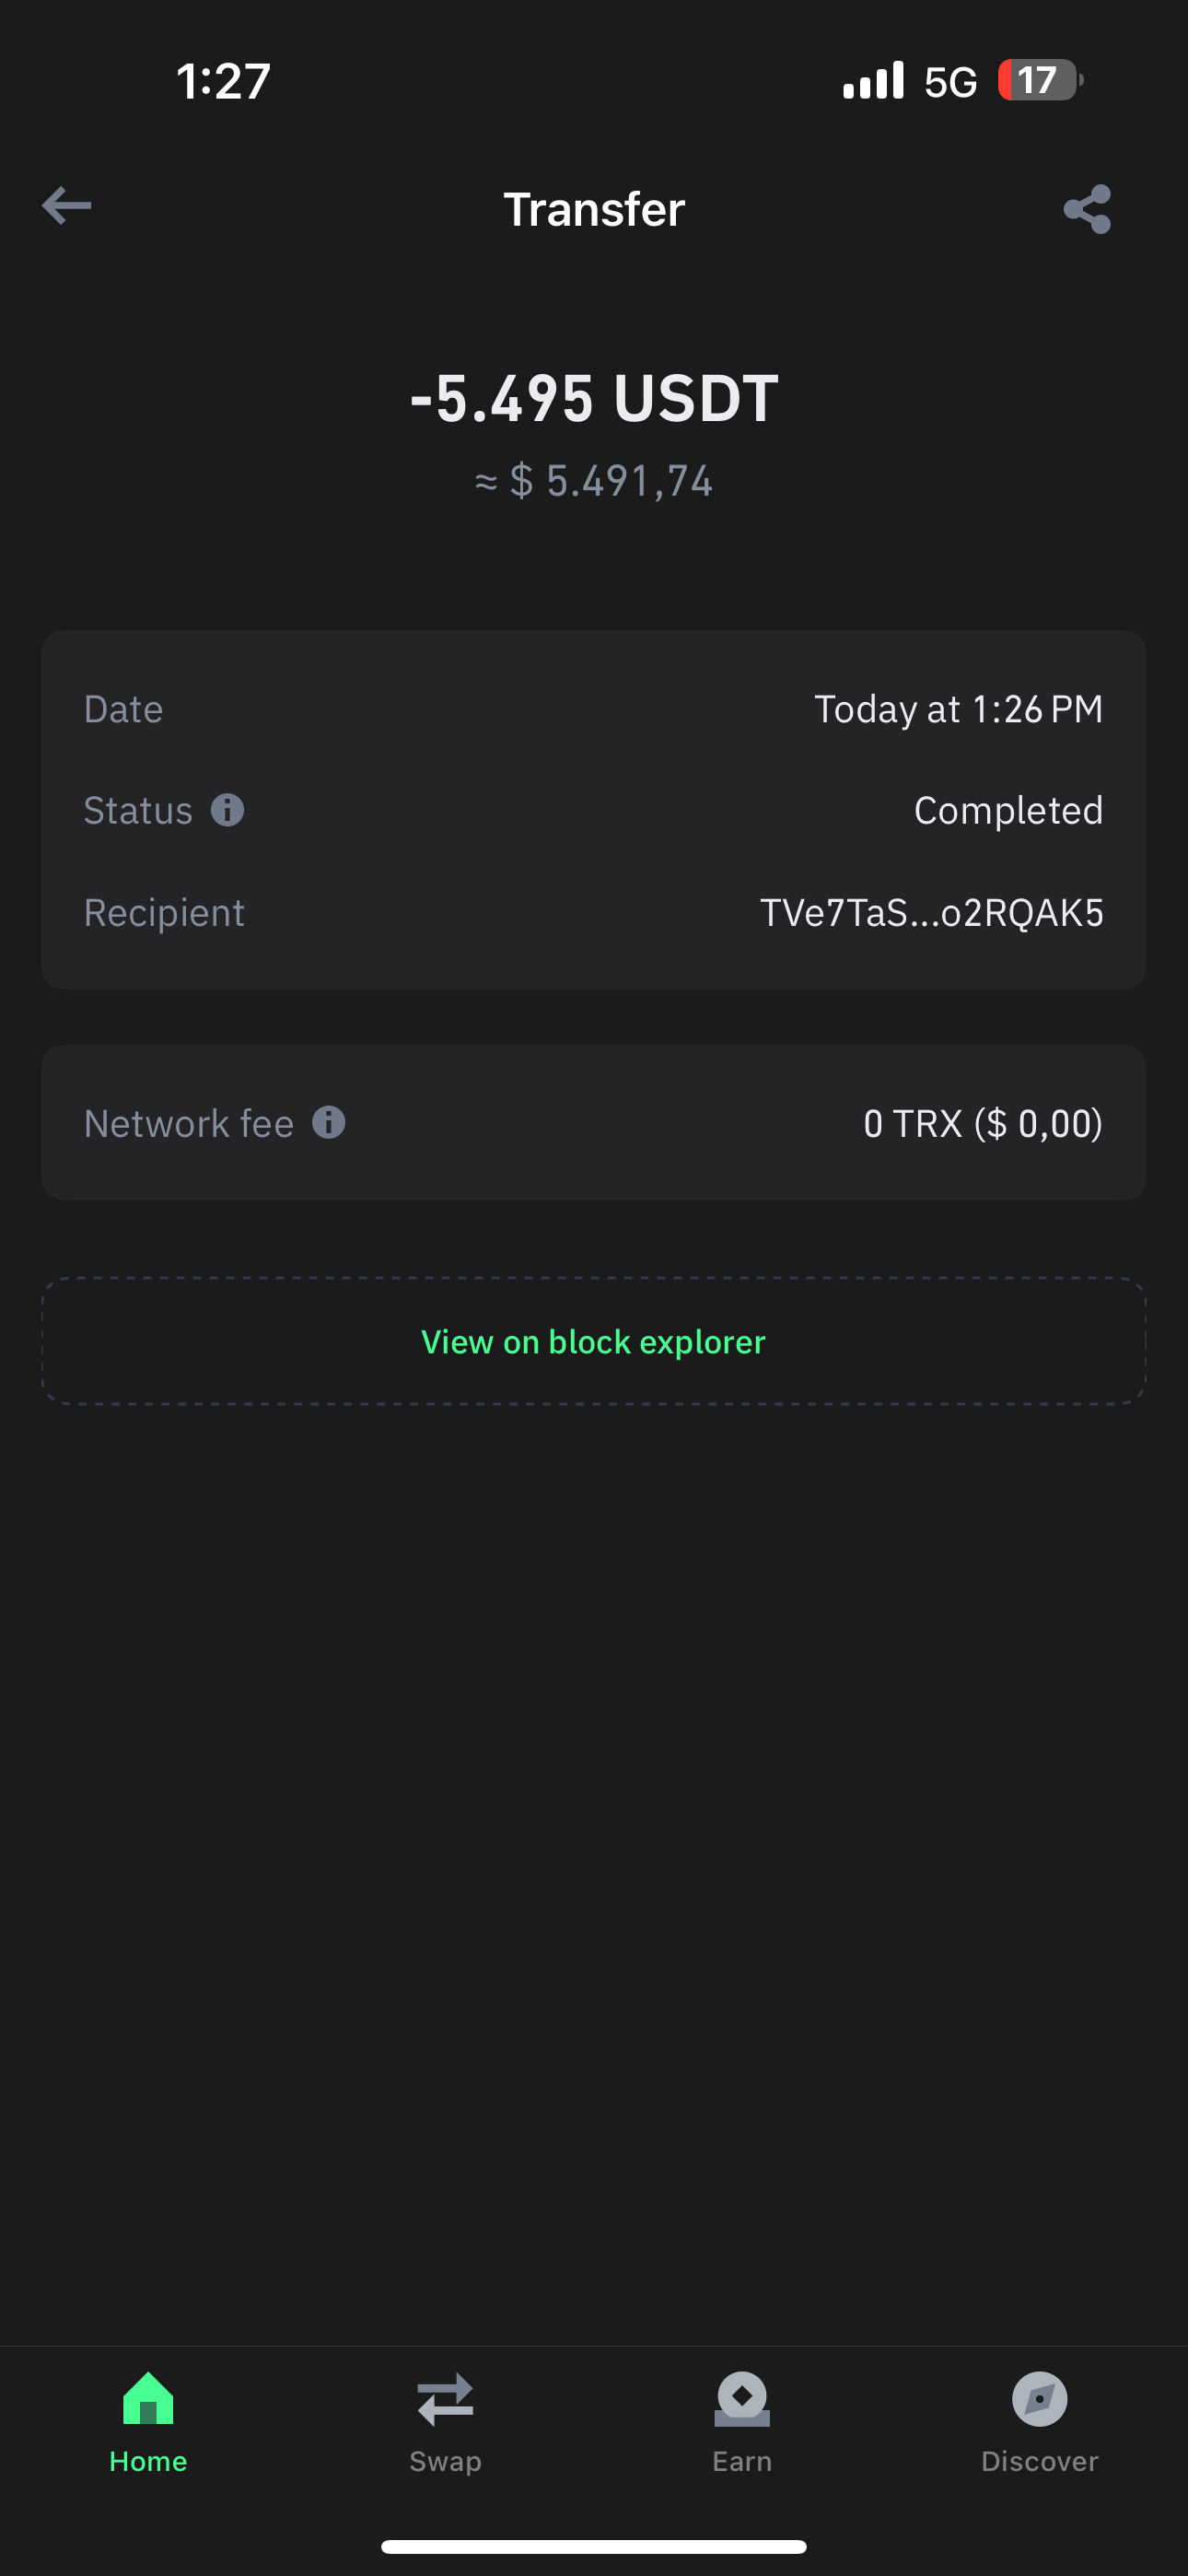 1:27 5G 17
Transfer
-5.495 USDT
≈ $ 5.491,74
Date Today at 1:26 PM
Status Completed
Recipient TVe7TaS...o2RQAK5
Network fee 0 TRX ($ 0,00)
View on block explorer
Home Swap Earn Discover